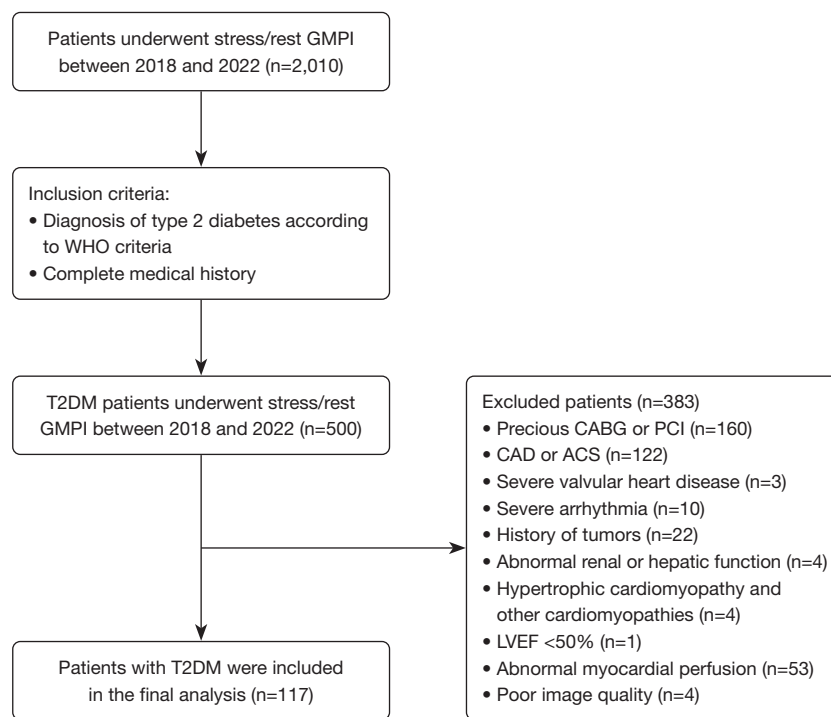 Patients underwent stress/rest GMPI
between 2018 and 2022 (n=2,010)
Inclusion criteria:
• Diagnosis of type 2 diabetes according
to WHO criteria
• Complete medical history
T2DM patients underwent stress/rest
GMPI between 2018 and 2022 (n=500)
Excluded patients (n=383)
• Precious CABG or PCI (n=160)
• CAD or ACS (n=122)
• Severe valvular heart disease (n=3)
• Severe arrhythmia (n=10)
• History of tumors (n=22)
• Abnormal renal or hepatic function (n=4)
• Hypertrophic cardiomyopathy and
other cardiomyopathies (n=4)
• LVEF <50% (n=1)
• Abnormal myocardial perfusion (n=53)
• Poor image quality (n=4)
Patients with T2DM were included
in the final analysis (n=117)